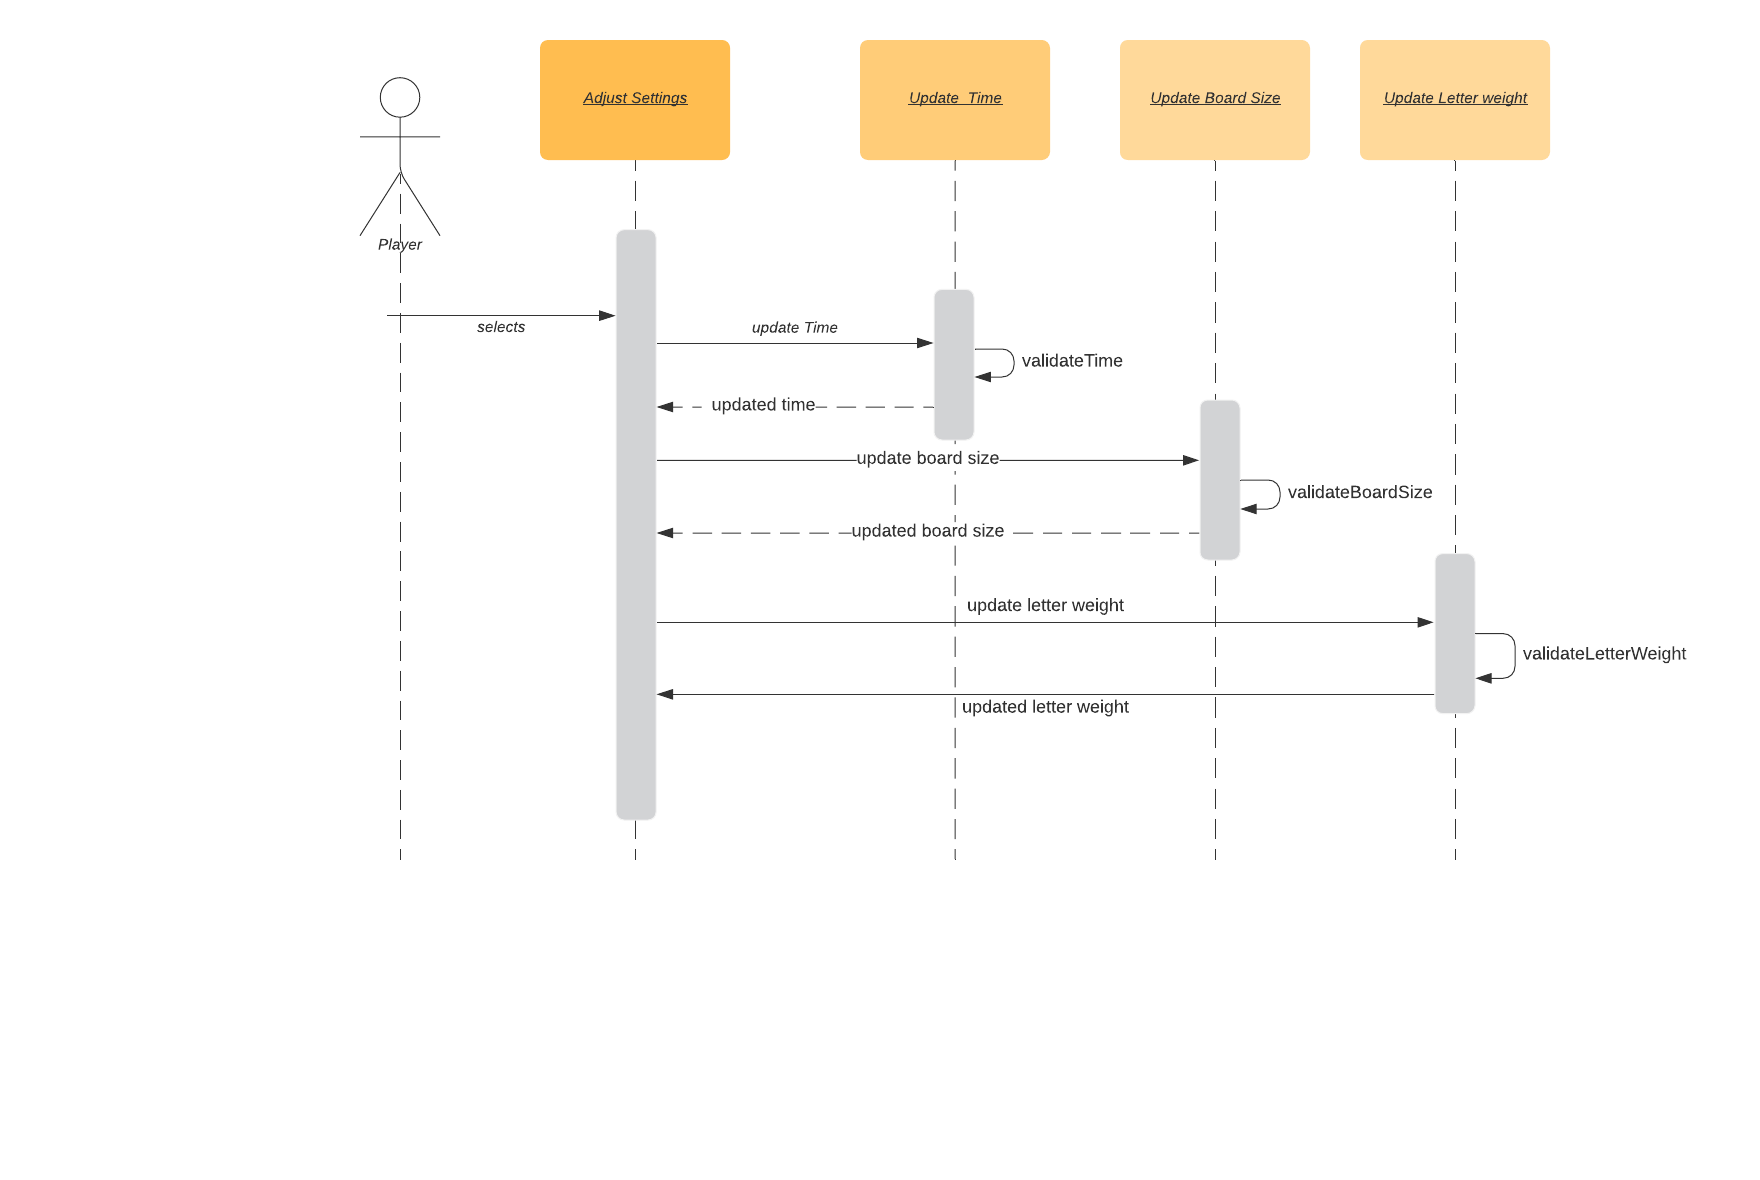 Adjust Settings
Update  Time
Update Board Size
Update Letter weight
Player
selects
update Time
validateTime
updated time
update board size
validateBoardSize
updated board size
update letter weight
validateLetterWeight
updated letter weight